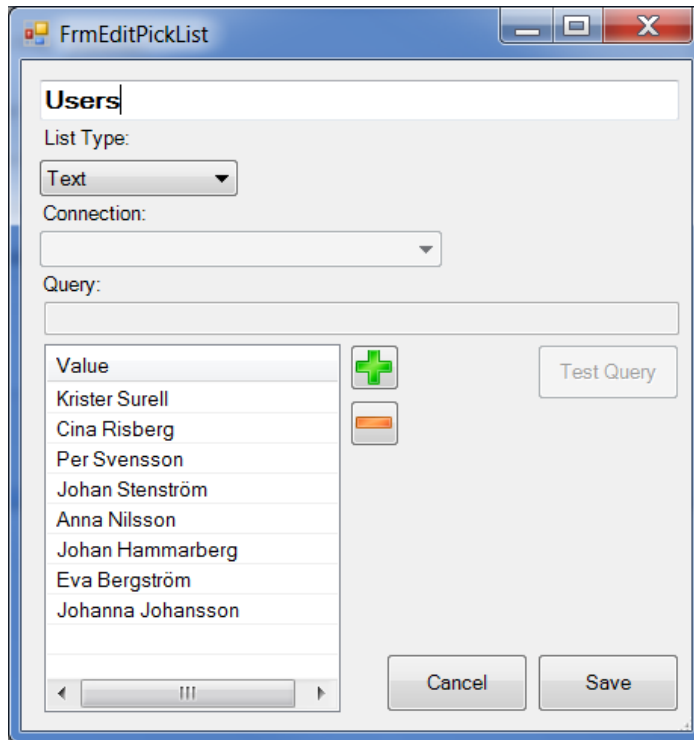 FrmEditPickList
Users
List Type:
Text
Connection:
Query:
Value
Test Query
Krister Surell
Cina Risberg
Per Svensson
Johan Stenström
Anna Nilsson
Johan Hammarberg
Eva Bergström
Johanna Johansson
Cancel
Save